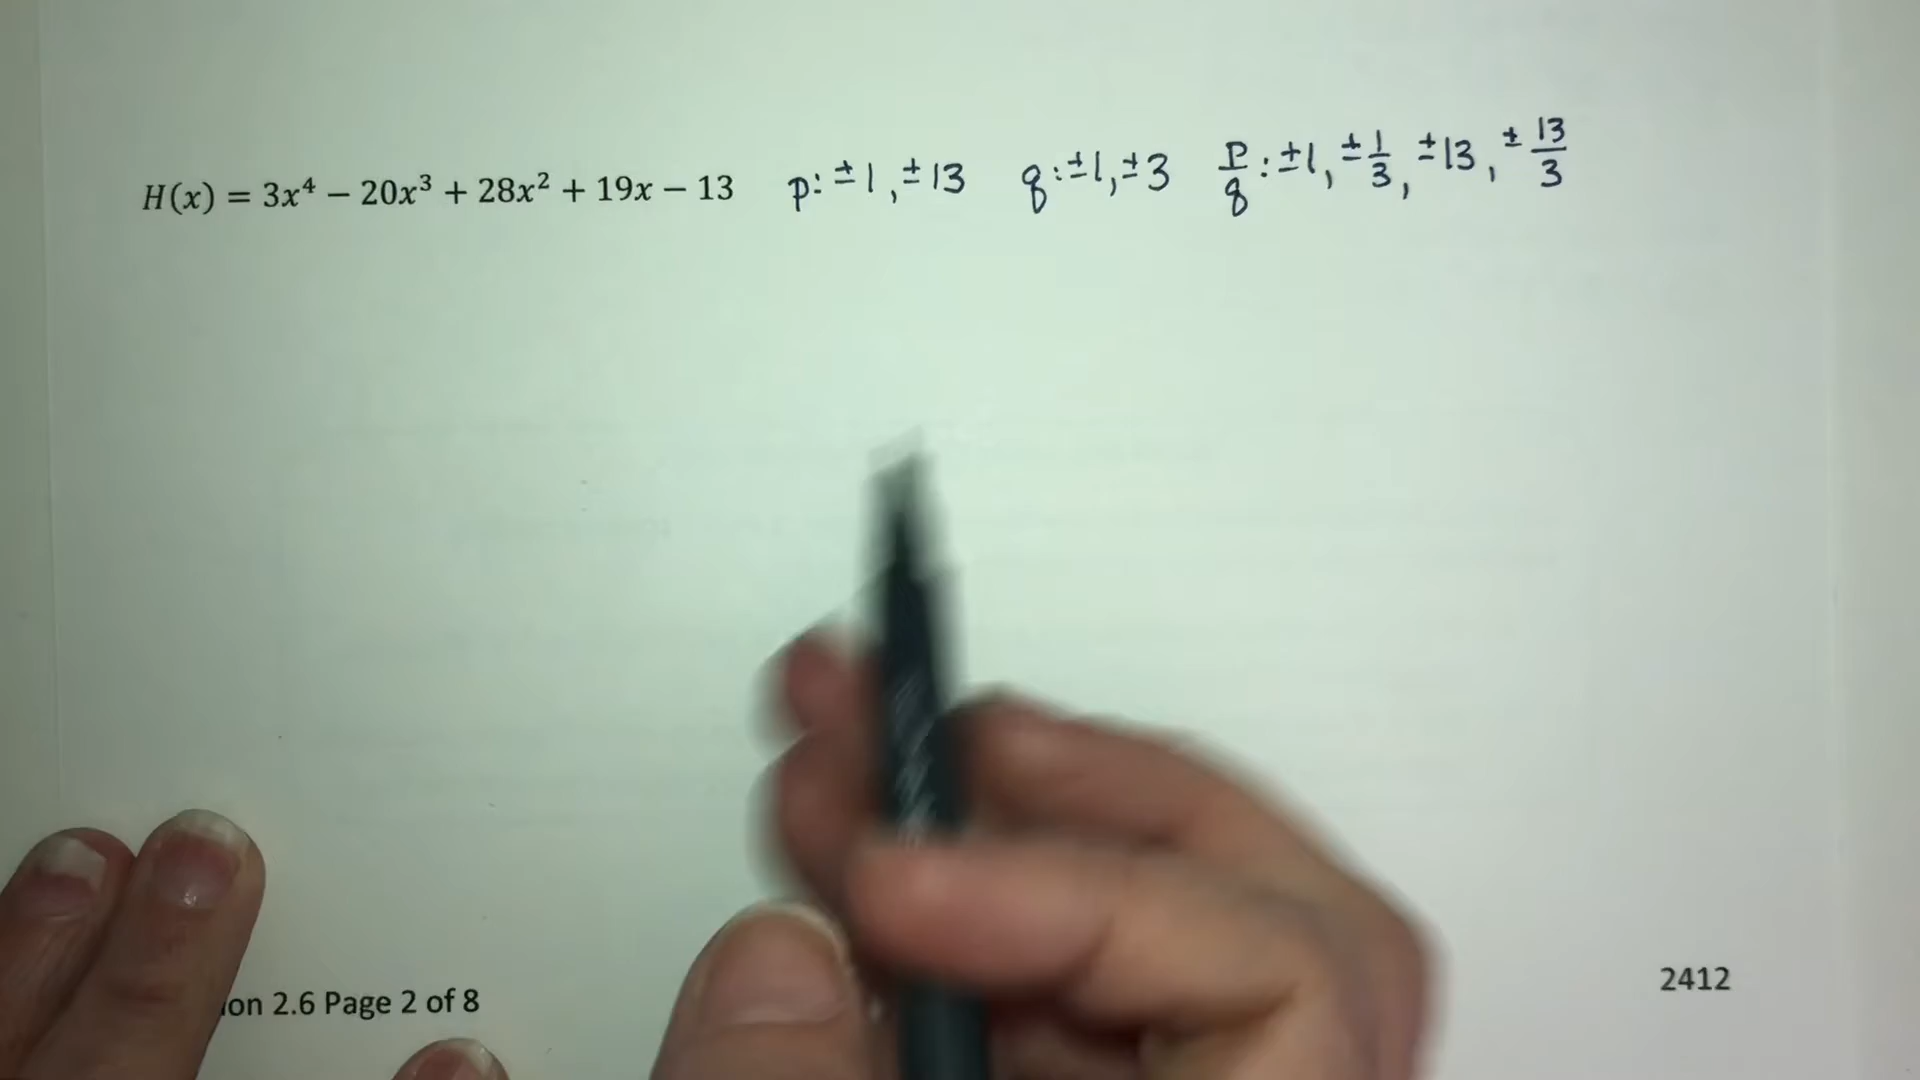 H(x) = 3x⁴ − 20x³ + 28x² + 19x − 13 p: ±1, ±13 q: ±1, ±3 p/q: ±1, ±1/3, ±13, ±13/3
2.6 Page 2 of 8
2412